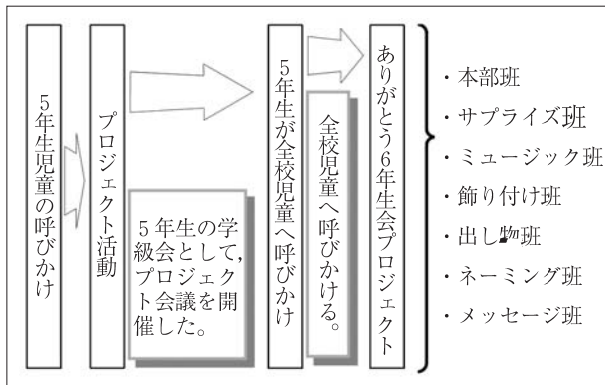 5年生児童の呼びかけ
プロジェクト活動
5年生の学
級会として,
プロジェク
ト会議を開
催した。
5年生が全校児童へ呼びかけ
全校児童へ呼びかける。
ありがとう6年生会プロジェクト
・本部班
・サプライズ班
・ミュージック班
・飾り付け班
・出し物班
・ネーミング班
・メッセージ班